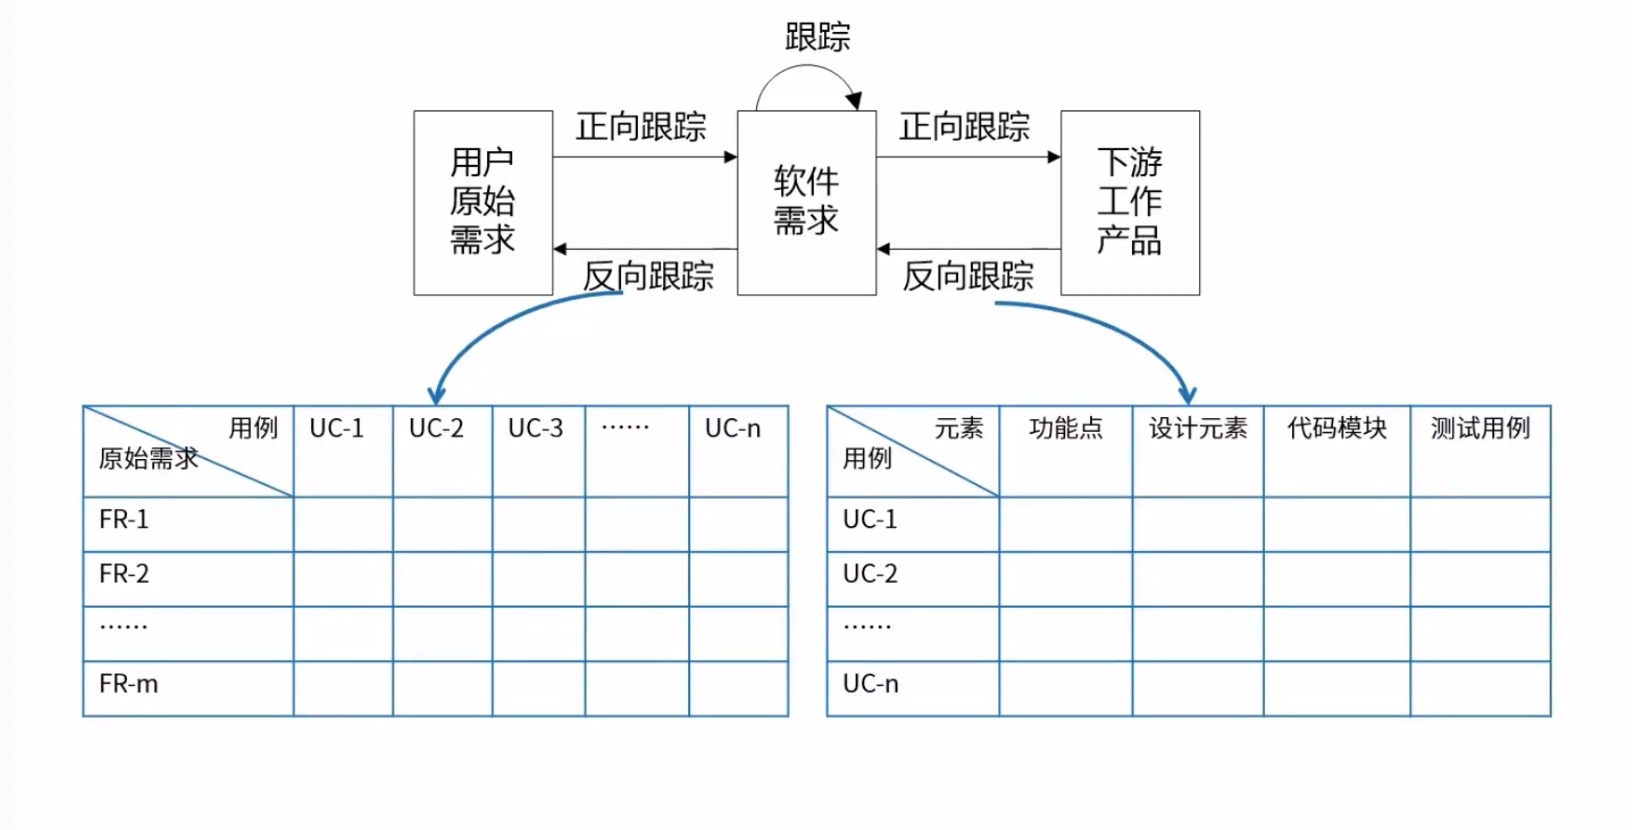 跟踪
正向跟踪
正向跟踪
用户
原始
需求
软件
需求
下游
工作
产品
反向跟踪
反向跟踪
用例 UC-1 UC-2 UC-3 …… UC-n
原始需求
FR-1
FR-2
……
FR-m
元素 功能点 设计元素 代码模块 测试用例
用例
UC-1
UC-2
……
UC-n